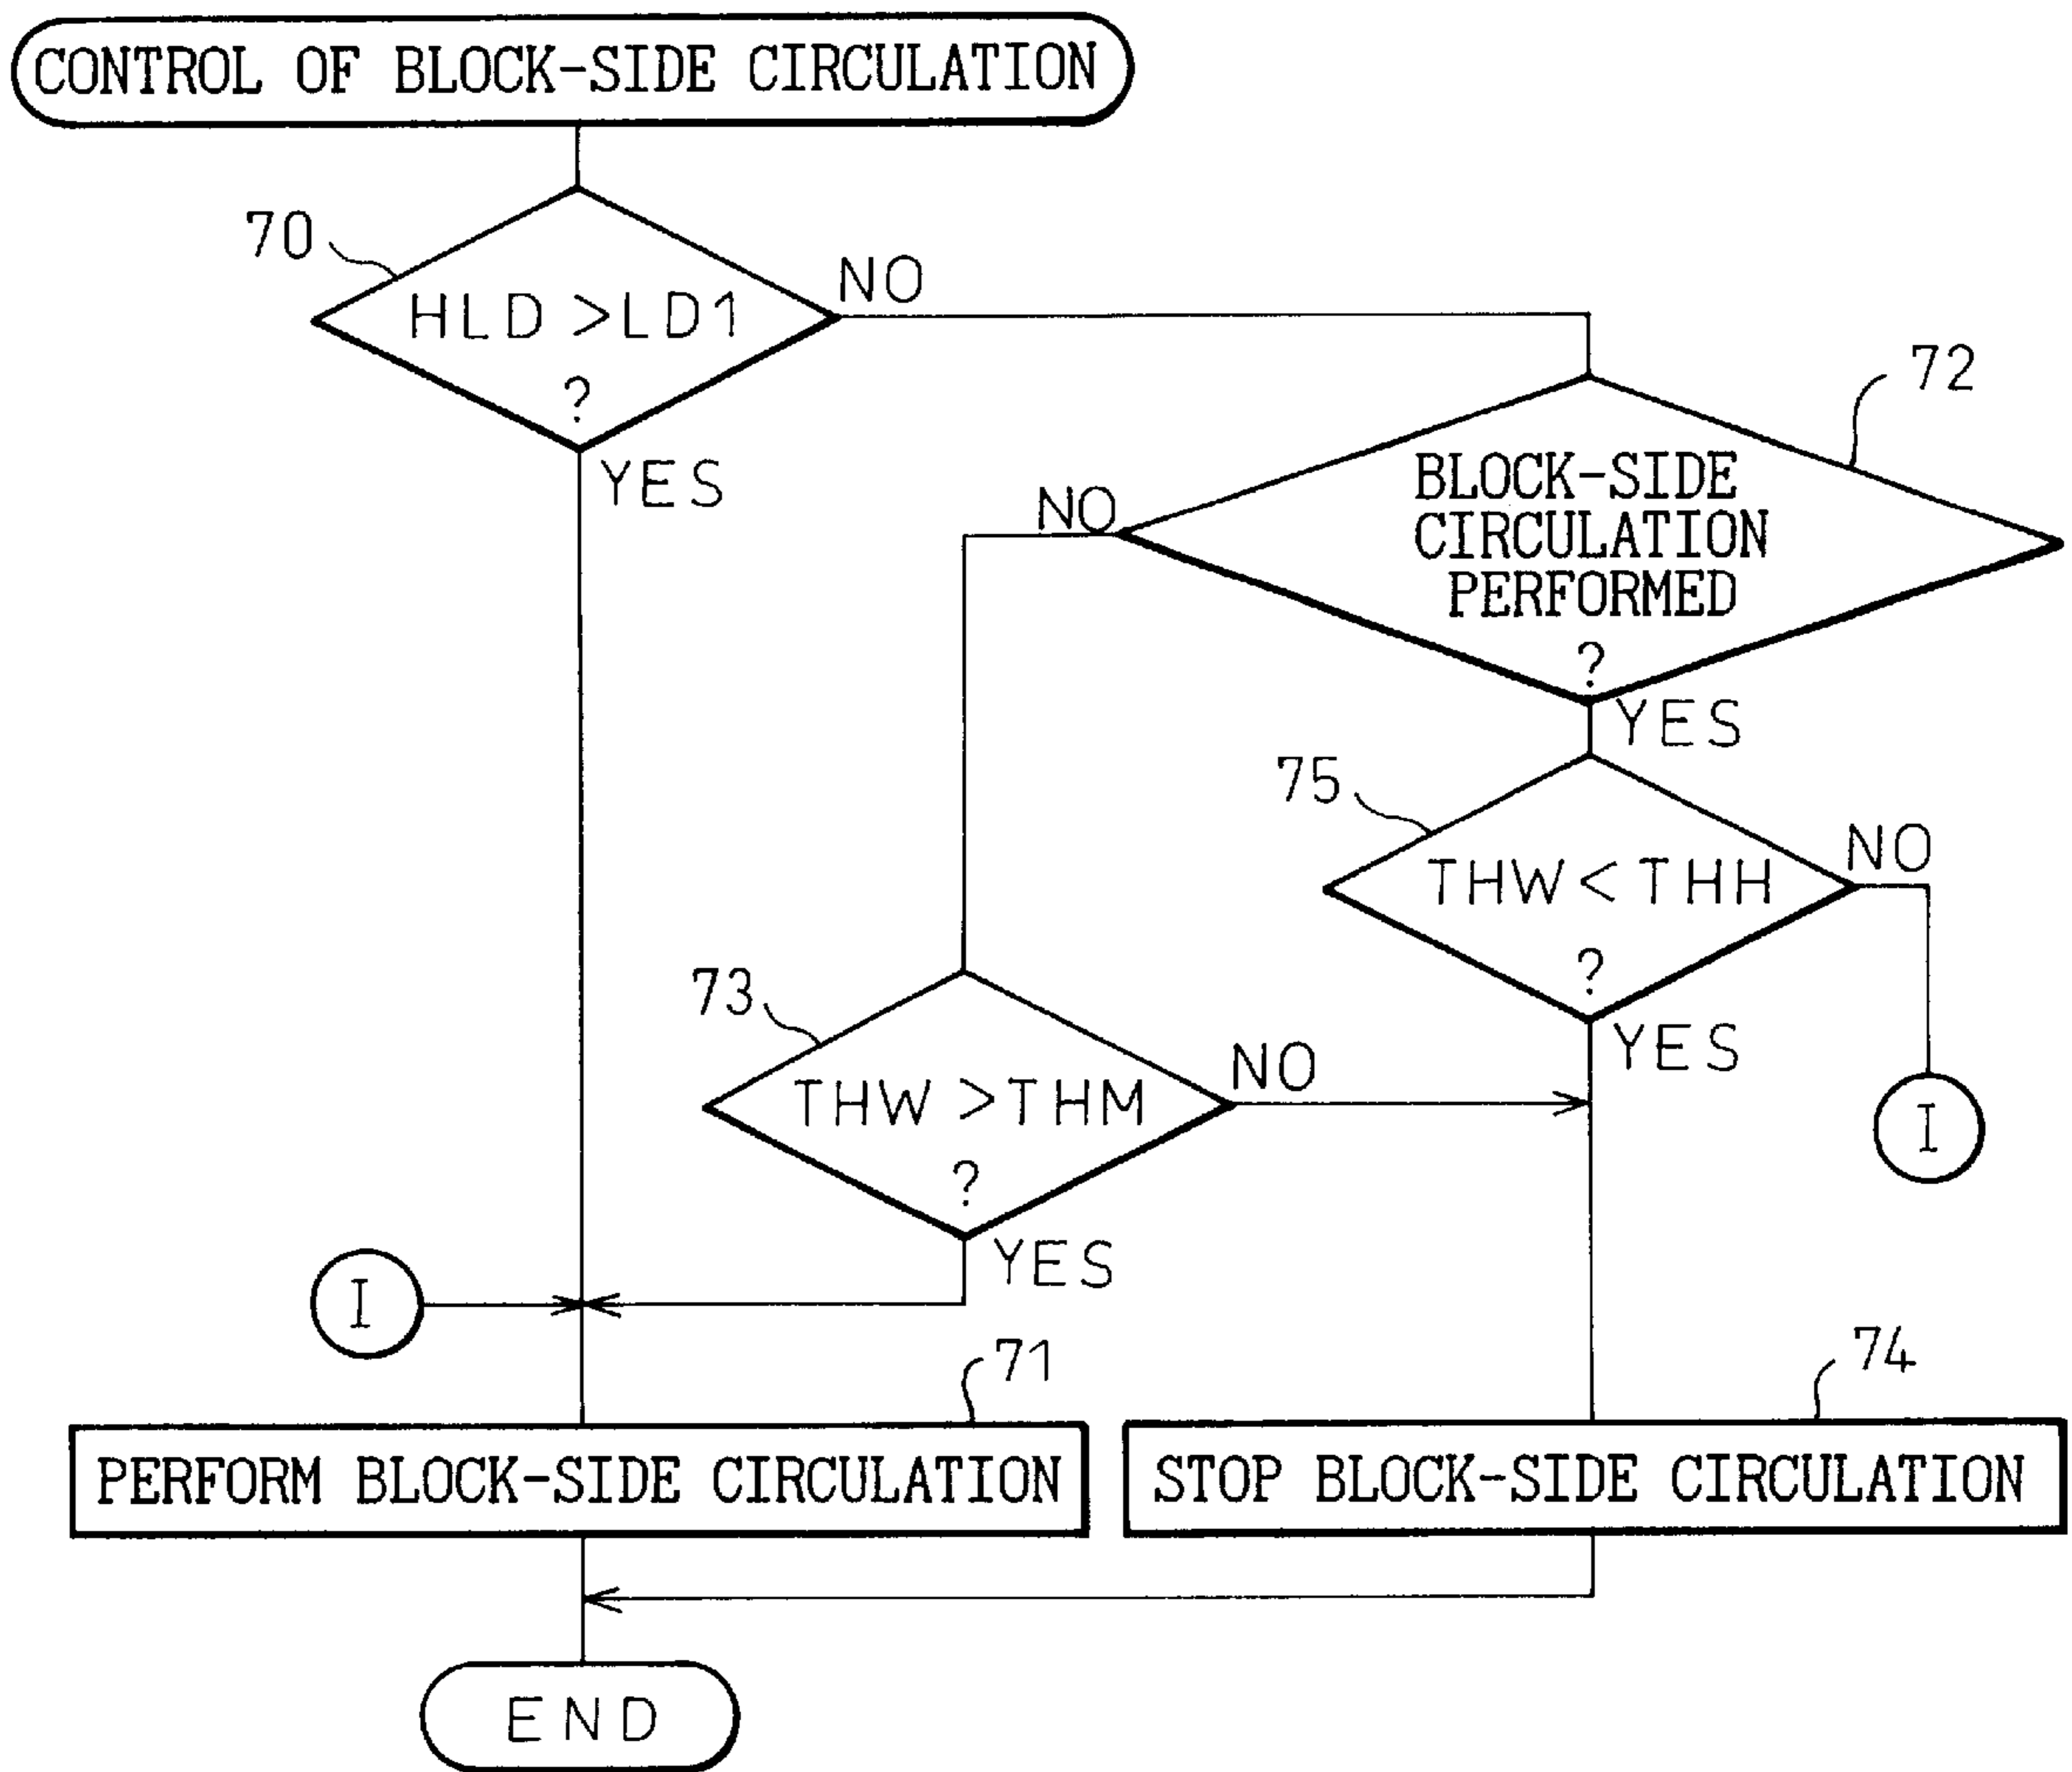 CONTROL OF BLOCK-SIDE CIRCULATION
70
HLD >LD1
?
NO
YES
72
BLOCK-SIDE
CIRCULATION
PERFORMED
?
NO
YES
75
THW<THH
?
NO
YES
I
73
THW >THM
?
NO
YES
I
71
PERFORM BLOCK-SIDE CIRCULATION
74
STOP BLOCK-SIDE CIRCULATION
END